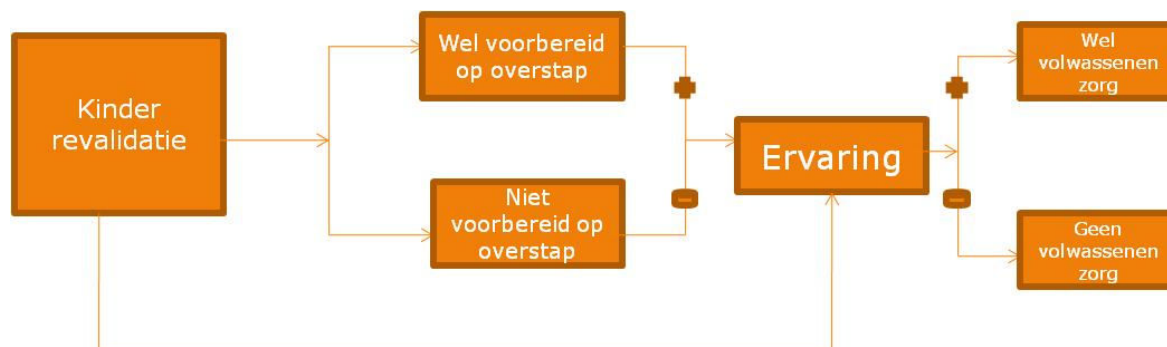 Kinder
revalidatie
Wel voorbereid
op overstap
Niet
voorbereid op
overstap
Ervaring
Wel
volwassenen
zorg
Geen
volwassenen
zorg